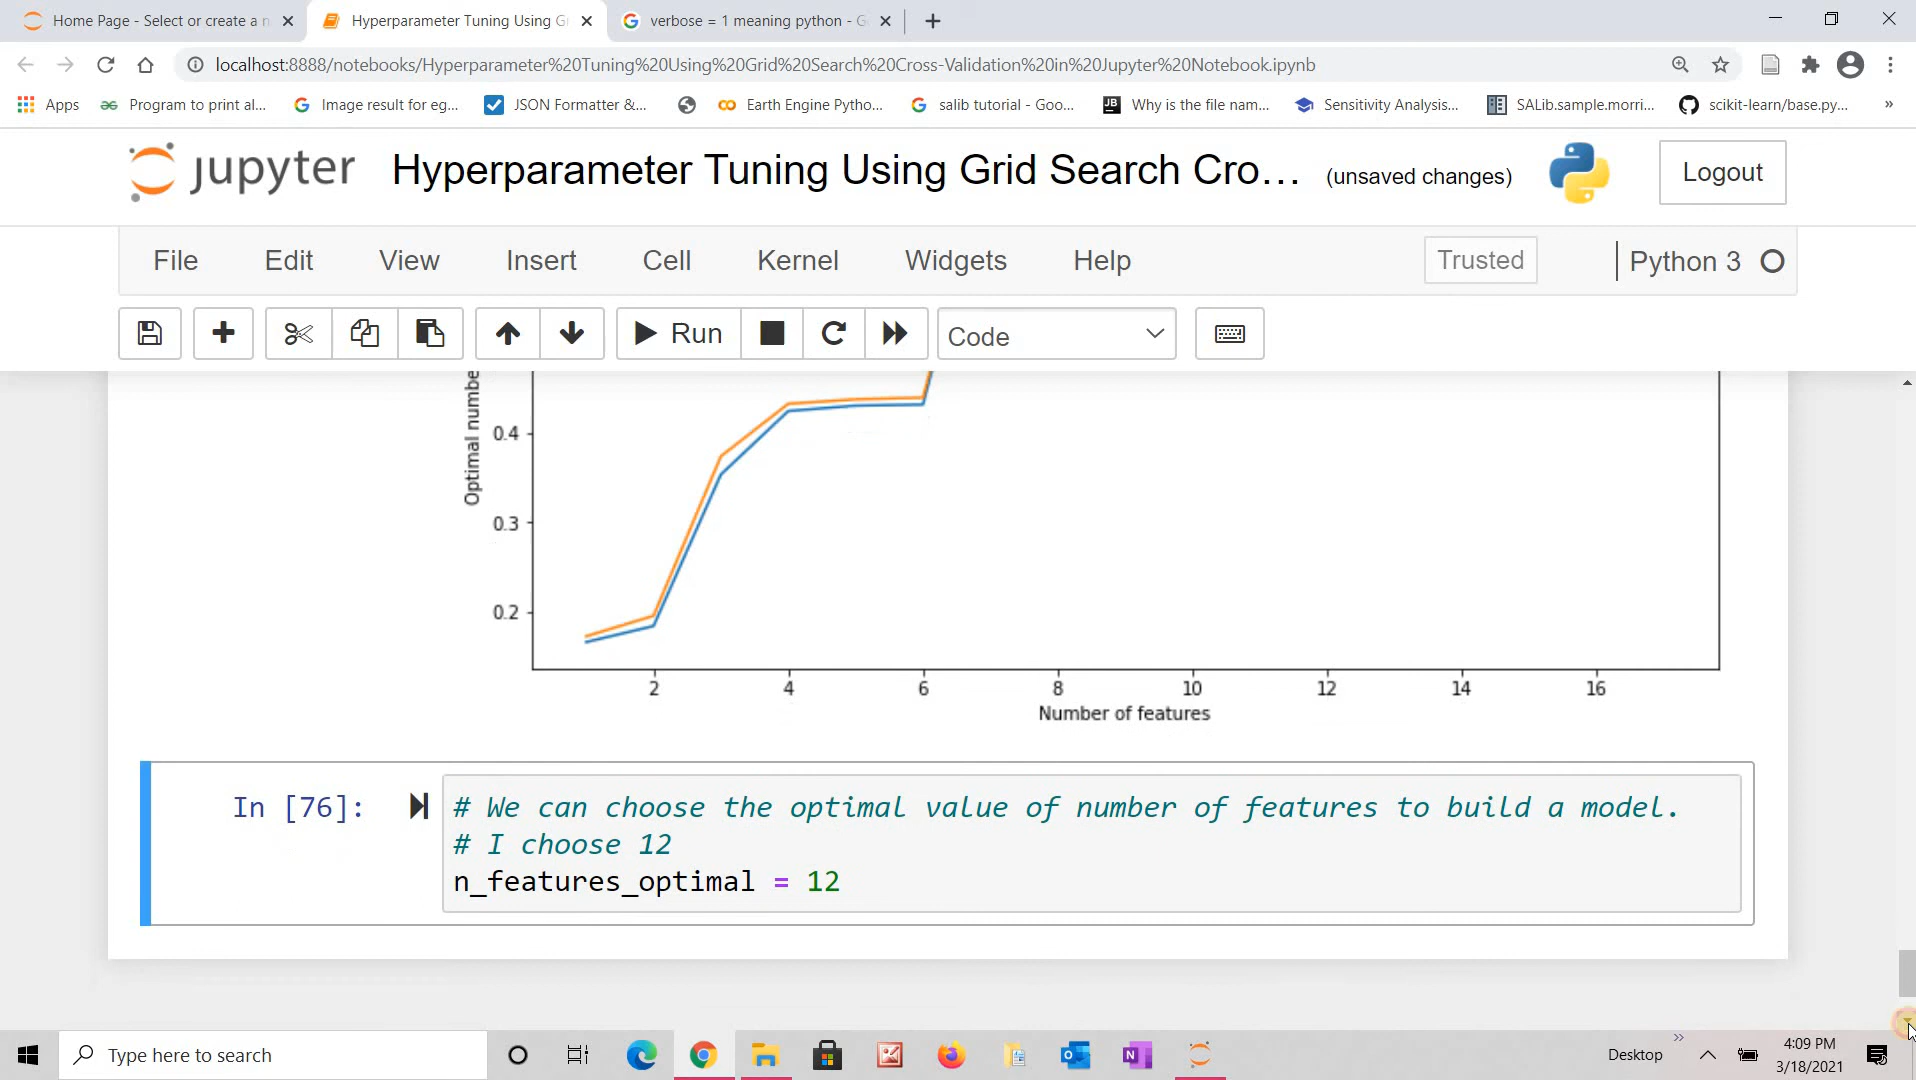 Home Page - Select or create a n
Hyperparameter Tuning Using G
verbose = 1 meaning python - G
localhost:8888/notebooks/Hyperparameter%20Tuning%20Using%20Grid%20Search%20Cross-Validation%20in%20Jupyter%20Notebook.ipynb
Apps
Program to print al...
Image result for eg...
JSON Formatter &...
Earth Engine Pytho...
salib tutorial - Goo...
Why is the file nam...
Sensitivity Analysis...
SALib.sample.morri...
scikit-learn/base.py...
»
jupyter
Hyperparameter Tuning Using Grid Search Cro...
(unsaved changes)
Logout
File
Edit
View
Insert
Cell
Kernel
Widgets
Help
Trusted
Python 3
Run
Code
Optimal numbe
0.4
0.3
0.2
2 4 6 8 10 12 14 16
Number of features
In [76]:
# We can choose the optimal value of number of features to build a model.
# I choose 12
n_features_optimal = 12
Type here to search
Desktop
»
4:09 PM
3/18/2021